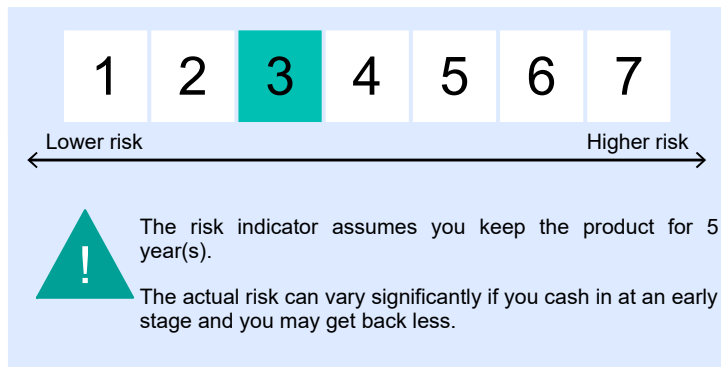 1 2 3 4 5 6 7
Lower risk Higher risk
!
The risk indicator assumes you keep the product for 5
year(s).
The actual risk can vary significantly if you cash in at an early
stage and you may get back less.